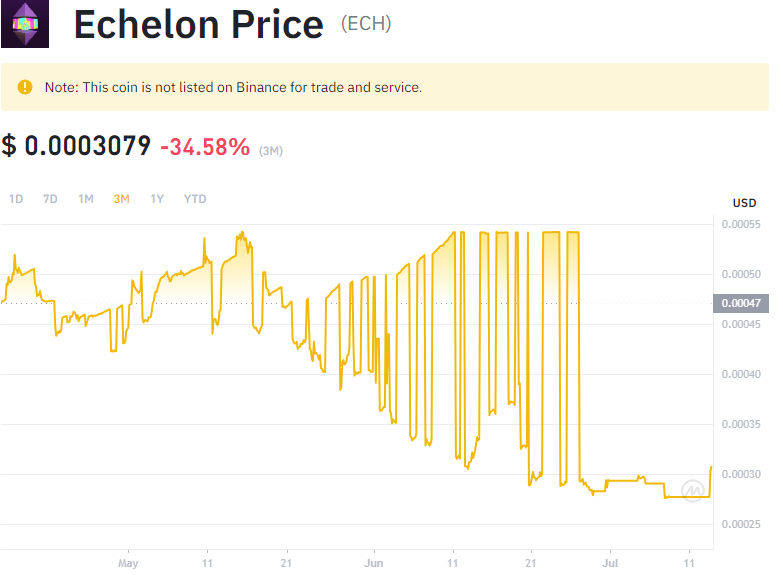 Echelon Price (ECH)
Note: This coin is not listed on Binance for trade and service.
$ 0.0003079 -34.58% (3M)
1D 7D 1M 3M 1Y YTD
USD
0.00055
0.00050
0.00047
0.00045
0.00040
0.00035
0.00030
0.00025
May 11 21 Jun 11 21 Jul 11